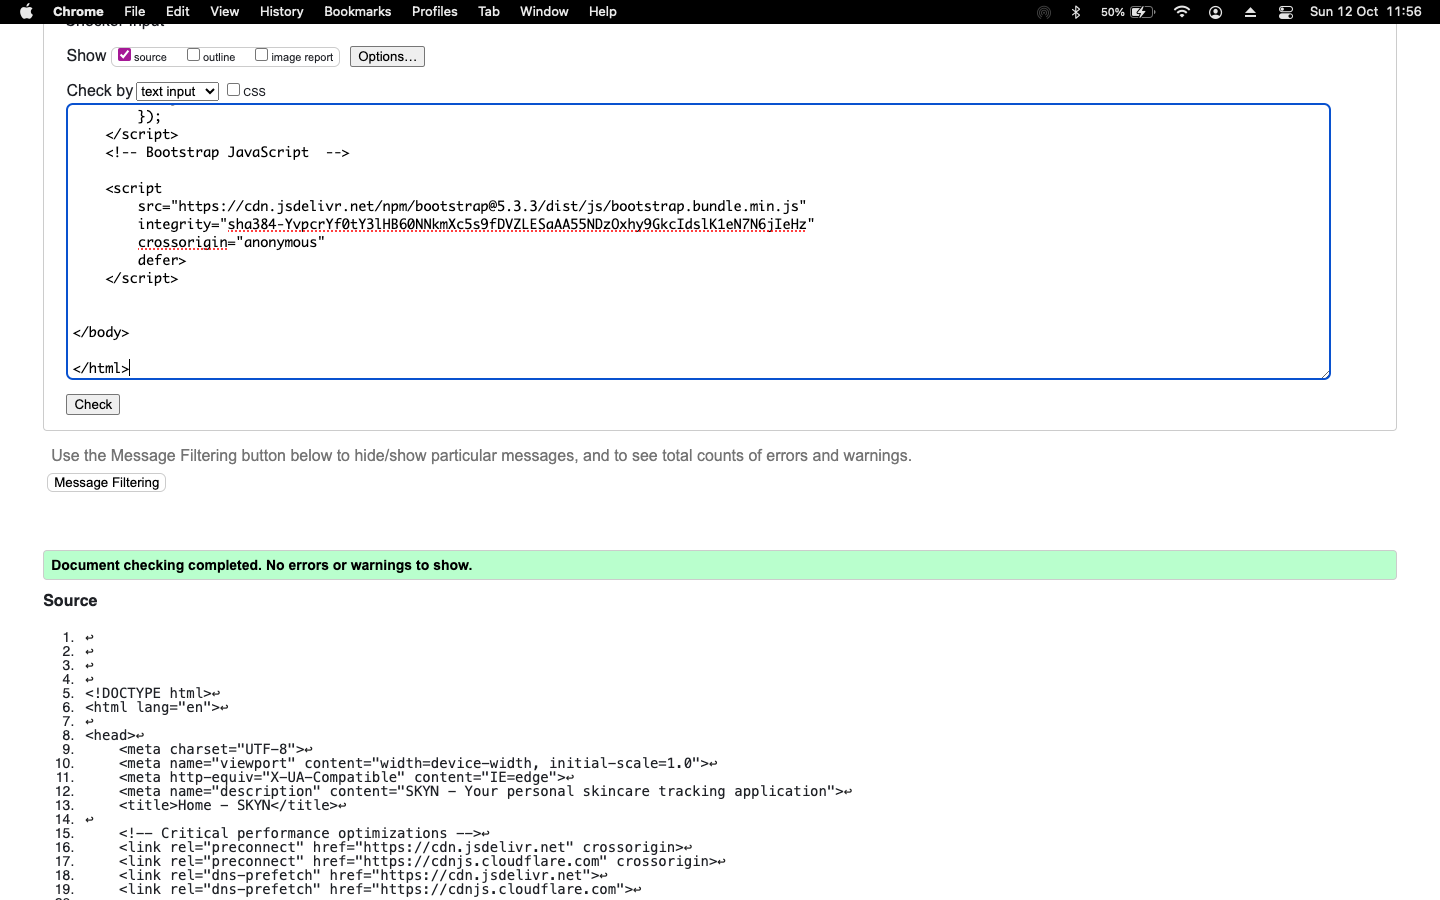 Chrome File Edit View History Bookmarks Profiles Tab Window Help 50% Sun 12 Oct 11:56
Checker Input
Show source outline image report Options...
Check by text input CSS
});
</script>
<!-- Bootstrap JavaScript  -->
<script
src="https://cdn.jsdelivr.net/npm/bootstrap@5.3.3/dist/js/bootstrap.bundle.min.js"
integrity="sha384-YvpcrYf0tY3lHB60NNkmXc5s9fDVZLESaAA55NDzOxhy9GkcIdslK1eN7N6jIeHz"
crossorigin="anonymous"
defer>
</script>
</body>
</html>
Check
Use the Message Filtering button below to hide/show particular messages, and to see total counts of errors and warnings.
Message Filtering
Document checking completed. No errors or warnings to show.
Source
1. ↩
2. ↩
3. ↩
4. ↩
5. <!DOCTYPE html>↩
6. <html lang="en">↩
7. ↩
8. <head>↩
9. <meta charset="UTF-8">↩
10. <meta name="viewport" content="width=device-width, initial-scale=1.0">↩
11. <meta http-equiv="X-UA-Compatible" content="IE=edge">↩
12. <meta name="description" content="SKYN - Your personal skincare tracking application">↩
13. <title>Home - SKYN</title>↩
14. ↩
15. <!-- Critical performance optimizations -->↩
16. <link rel="preconnect" href="https://cdn.jsdelivr.net" crossorigin>↩
17. <link rel="preconnect" href="https://cdnjs.cloudflare.com" crossorigin>↩
18. <link rel="dns-prefetch" href="https://cdn.jsdelivr.net">↩
19. <link rel="dns-prefetch" href="https://cdnjs.cloudflare.com">↩